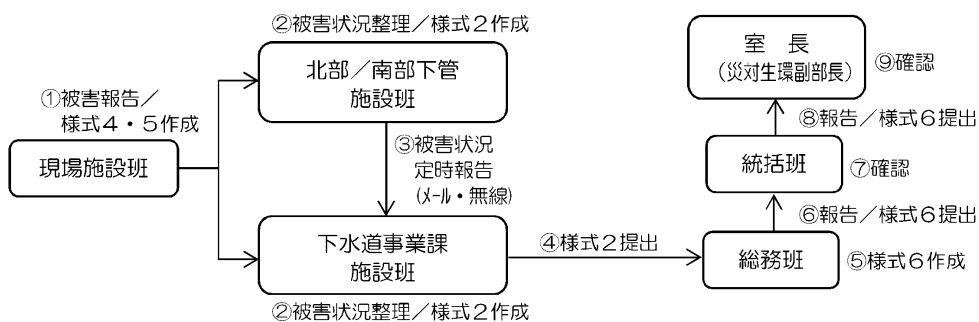 ②被害状況整理／様式２作成
北部／南部下管
施設班
①被害報告／
様式４・５作成
現場施設班
③被害状況
定時報告
(ﾒｰﾙ・無線)
下水道事業課
施設班
②被害状況整理／様式２作成
④様式２提出
室　長
（災対生環副部長）
⑨確認
⑧報告／様式６提出
統括班
⑦確認
⑥報告／様式６提出
総務班
⑤様式６作成